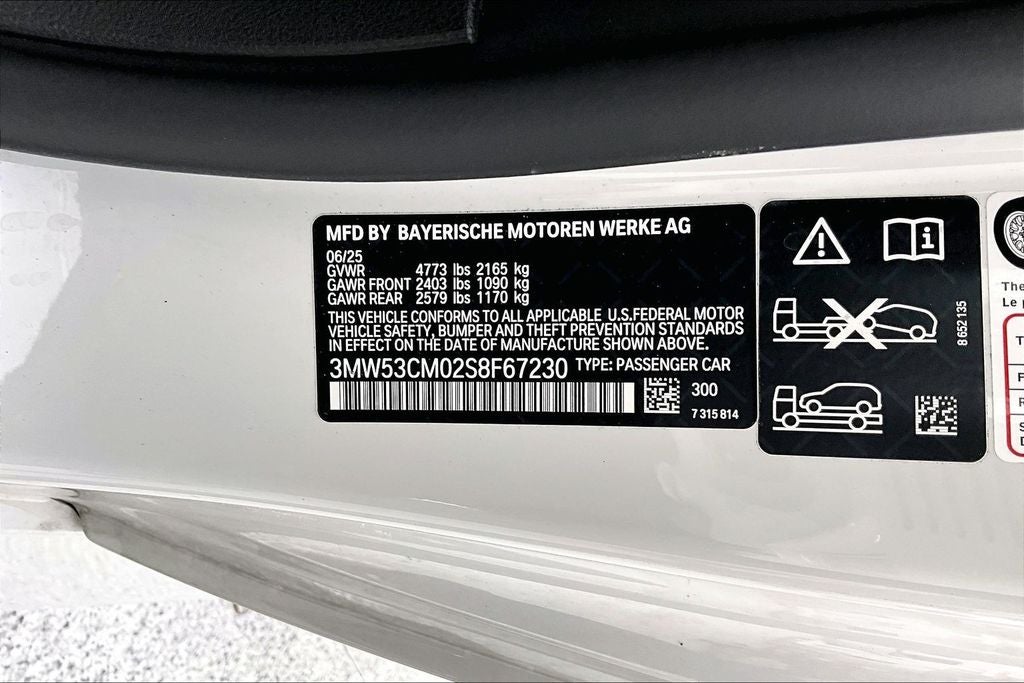 MFD BY BAYERISCHE MOTOREN WERKE AG
06/25
GVWR 4773 lbs 2165 kg
GAWR FRONT 2403 lbs 1090 kg
GAWR REAR 2579 lbs 1170 kg
THIS VEHICLE CONFORMS TO ALL APPLICABLE U.S.FEDERAL MOTOR
VEHICLE SAFETY, BUMPER AND THEFT PREVENTION STANDARDS
IN EFFECT ON THE DATE OF MANUFACTURE SHOWN ABOVE.
3MW53CM02S8F67230 TYPE: PASSENGER CAR
300
7 315 814
8 652 135
The
Le